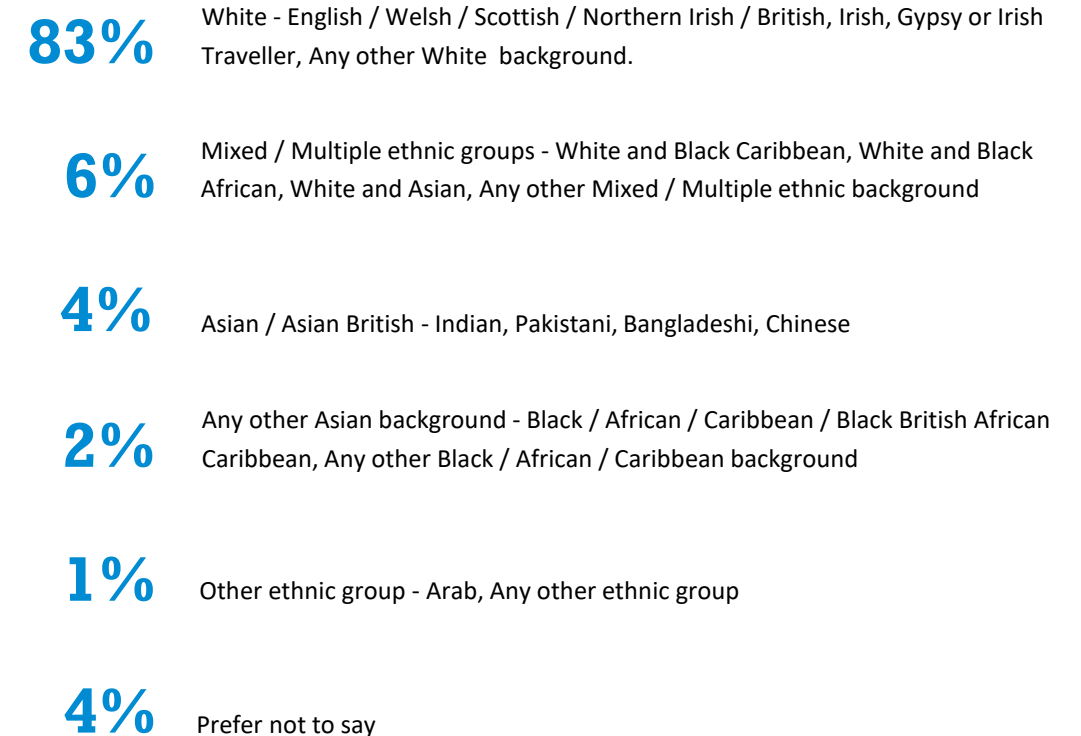 83%
White - English / Welsh / Scottish / Northern Irish / British, Irish, Gypsy or Irish
Traveller, Any other White  background.
6%
Mixed / Multiple ethnic groups - White and Black Caribbean, White and Black
African, White and Asian, Any other Mixed / Multiple ethnic background
4%
Asian / Asian British - Indian, Pakistani, Bangladeshi, Chinese
2%
Any other Asian background - Black / African / Caribbean / Black British African
Caribbean, Any other Black / African / Caribbean background
1%
Other ethnic group - Arab, Any other ethnic group
4%
Prefer not to say